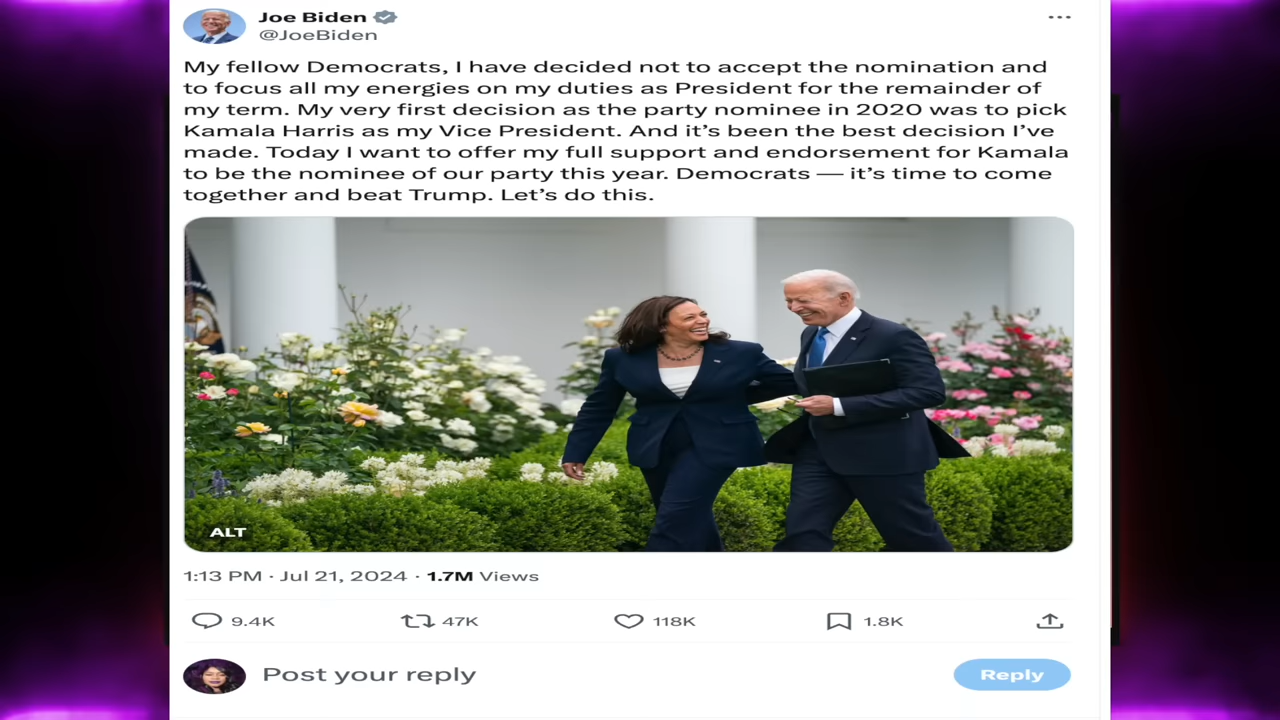 Joe Biden
@JoeBiden
My fellow Democrats, I have decided not to accept the nomination and
to focus all my energies on my duties as President for the remainder of
my term. My very first decision as the party nominee in 2020 was to pick
Kamala Harris as my Vice President. And it’s been the best decision I’ve
made. Today I want to offer my full support and endorsement for Kamala
to be the nominee of our party this year. Democrats — it’s time to come
together and beat Trump. Let’s do this.
ALT
1:13 PM · Jul 21, 2024 · 1.7M Views
9.4K 47K 118K 1.8K
Post your reply Reply